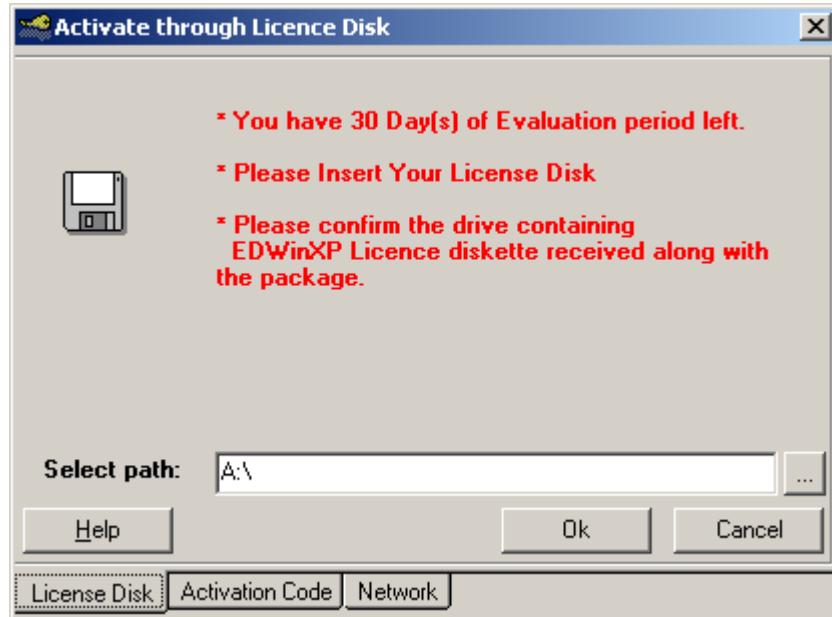 Activate through Licence Disk
* You have 30 Day(s) of Evaluation period left.
* Please Insert Your License Disk
* Please confirm the drive containing
EDWinXP Licence diskette received along with
the package.
Select path: A:\ ...
Help Ok Cancel
License Disk Activation Code Network